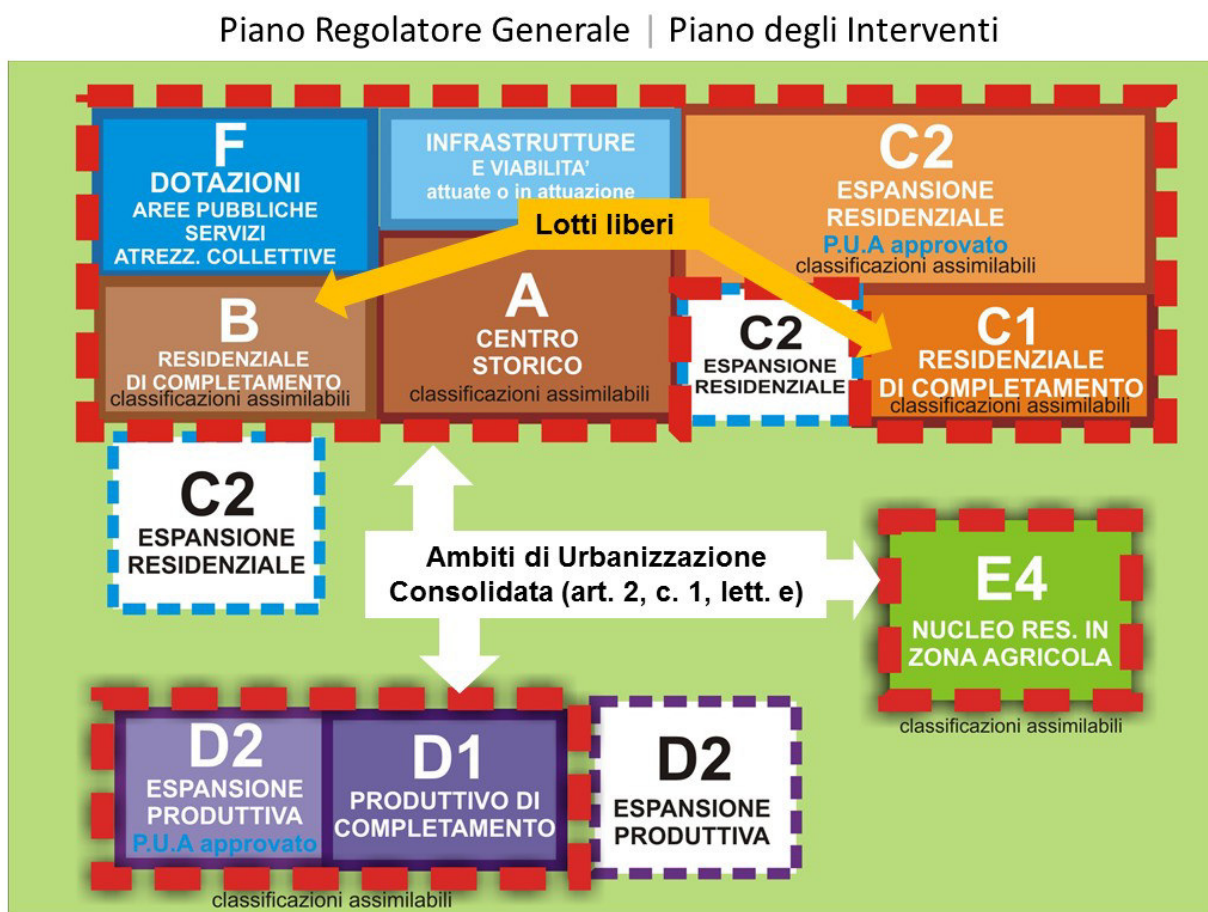 Piano Regolatore Generale | Piano degli Interventi
F
DOTAZIONI
AREE PUBBLICHE
SERVIZI
ATREZZ. COLLETTIVE
INFRASTRUTTURE
E VIABILITA'
attuate o in attuazione
C2
ESPANSIONE
RESIDENZIALE
P.U.A approvato
classificazioni assimilabili
Lotti liberi
B
RESIDENZIALE
DI COMPLETAMENTO
classificazioni assimilabili
A
CENTRO
STORICO
classificazioni assimilabili
C2
ESPANSIONE
RESIDENZIALE
C1
RESIDENZIALE
DI COMPLETAMENTO
classificazioni assimilabili
C2
ESPANSIONE
RESIDENZIALE
Ambiti di Urbanizzazione
Consolidata (art. 2, c. 1, lett. e)
E4
NUCLEO RES. IN
ZONA AGRICOLA
classificazioni assimilabili
D2
ESPANSIONE
PRODUTTIVA
P.U.A approvato
D1
PRODUTTIVO DI
COMPLETAMENTO
classificazioni assimilabili
D2
ESPANSIONE
PRODUTTIVA